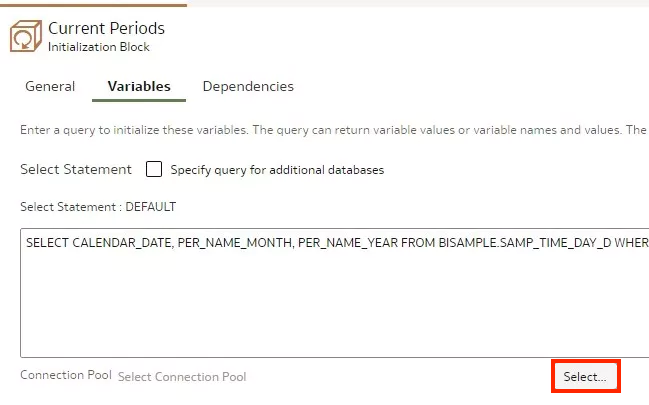 Current Periods
Initialization Block
General Variables Dependencies
Enter a query to initialize these variables. The query can return variable values or variable names and values. The
Select Statement Specify query for additional databases
Select Statement : DEFAULT
SELECT CALENDAR_DATE, PER_NAME_MONTH, PER_NAME_YEAR FROM BISAMPLE.SAMP_TIME_DAY_D WHER
Connection Pool Select Connection Pool Select...